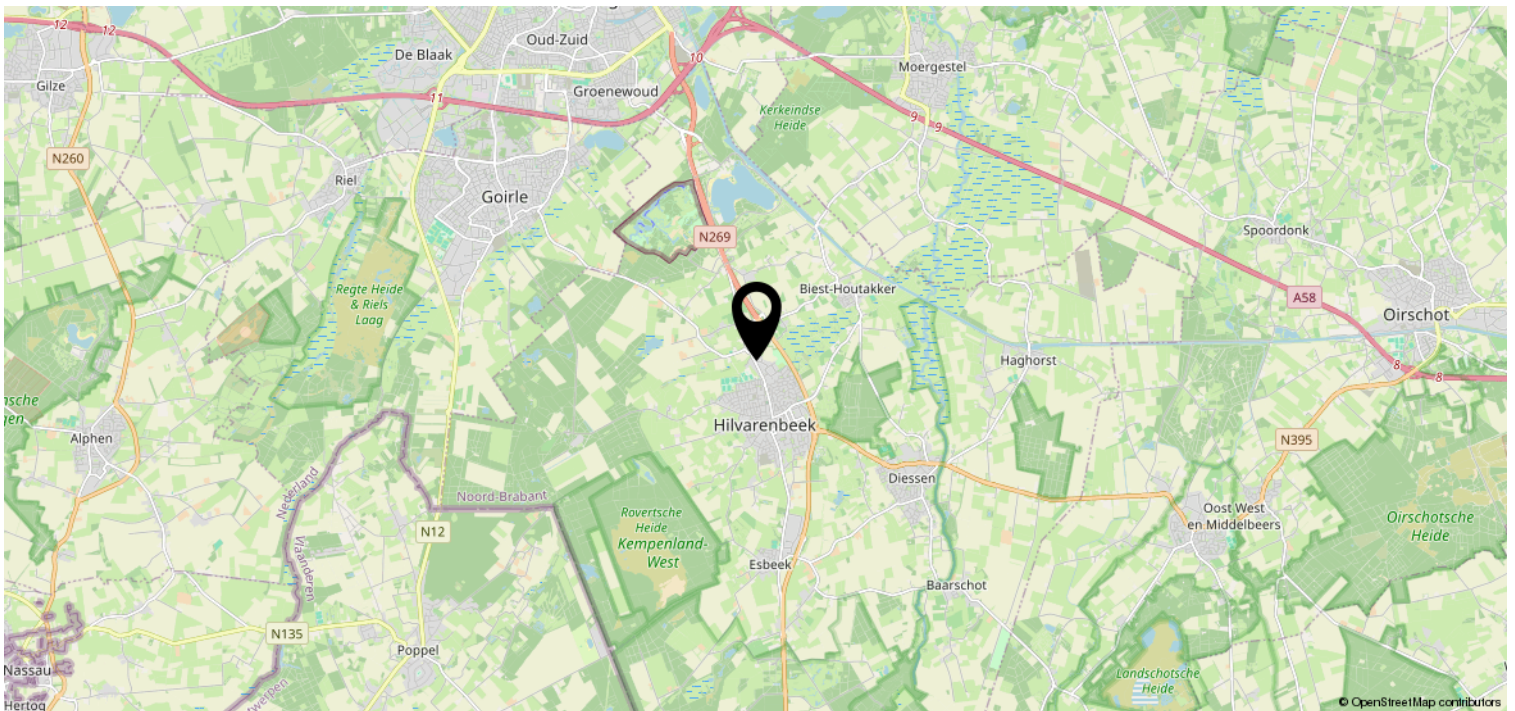 12
12
De Blaak
Oud-Zuid
10
Moergestel
Gilze
11
Groenewoud
Kerkeindse
Heide
9
9
N260
Riel
Goirle
N269
Spoordonk
Regte Heide
& Riels
Laag
Biest-Houtakker
A58
Oirschot
Haghorst
8
8
Alphen
Hilvarenbeek
N395
Diessen
Nederland
Vlaanderen
Noord-Brabant
N12
Rovertsche
Heide
Kempenland-
West
Oost West
en Middelbeers
Oirschotsche
Heide
Esbeek
Baarschot
N135
Poppel
Nassau
Hertog
Landschotsche
Heide
© OpenStreetMap contributors